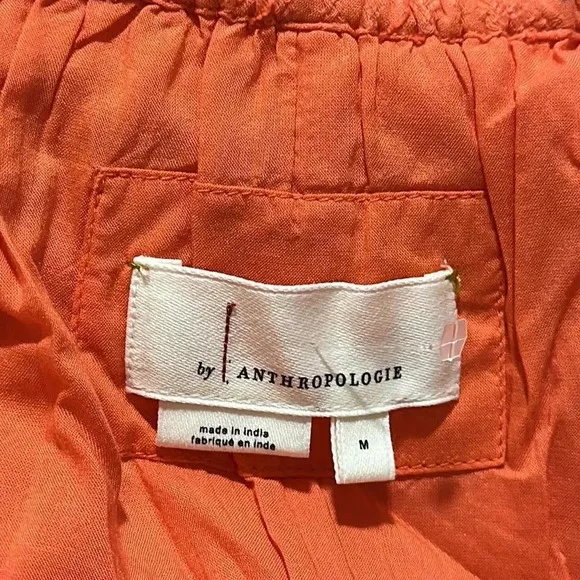 by ANTHROPOLOGIE
made in india
fabriqué en inde
M